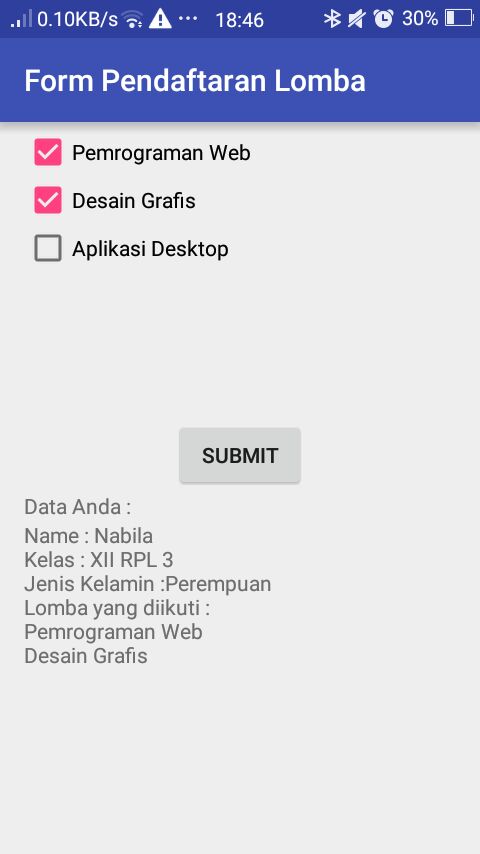 0.10KB/s 18:46 30%
Form Pendaftaran Lomba
Pemrograman Web
Desain Grafis
Aplikasi Desktop
SUBMIT
Data Anda :
Name : Nabila
Kelas : XII RPL 3
Jenis Kelamin :Perempuan
Lomba yang diikuti :
Pemrograman Web
Desain Grafis